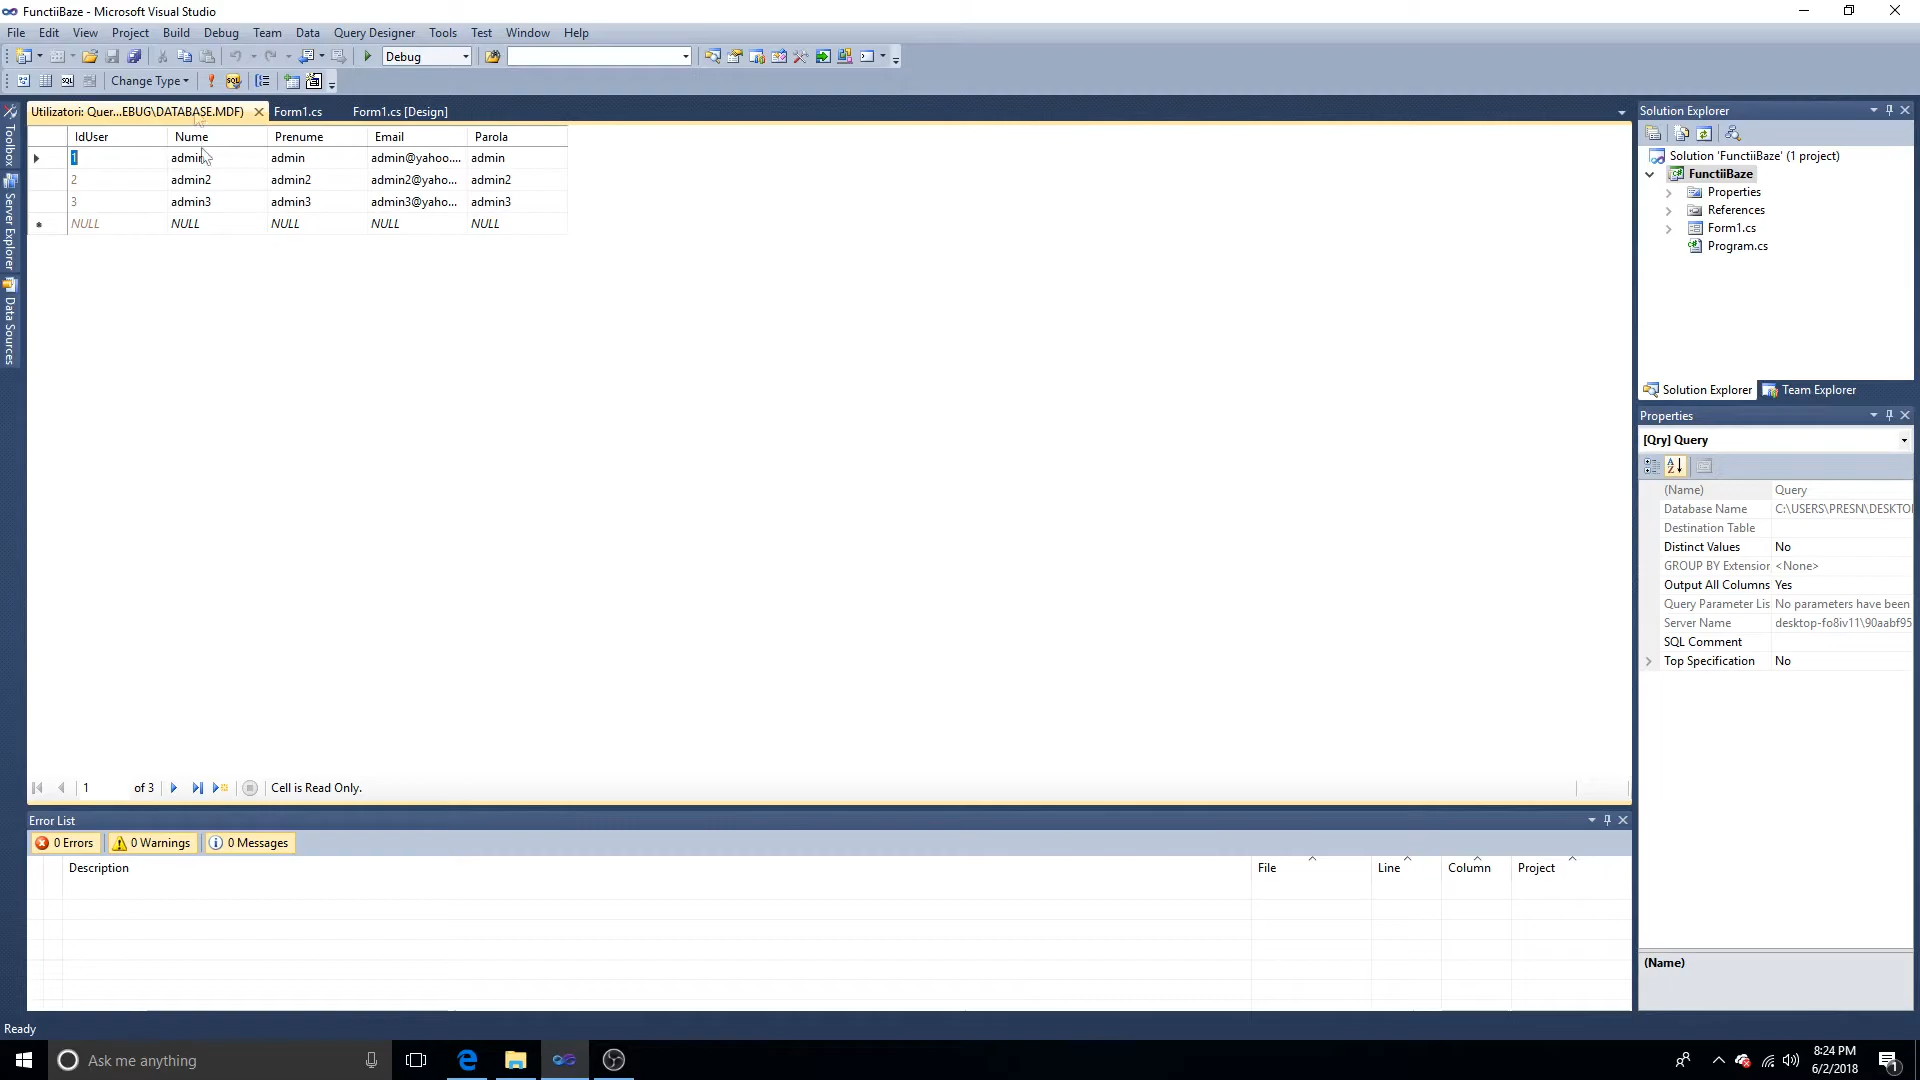 FunctiiBaze - Microsoft Visual Studio
File Edit View Project Build Debug Team Data Query Designer Tools Test Window Help
Debug
Change Type
Utilizatori: Quer...EBUG\DATABASE.MDF) Form1.cs Form1.cs [Design]
IdUser Nume Prenume Email Parola
1 admin admin admin@yahoo.... admin
2 admin2 admin2 admin2@yaho... admin2
3 admin3 admin3 admin3@yaho... admin3
NULL NULL NULL NULL NULL
1 of 3 Cell is Read Only.
Toolbox
Server Explorer
Data Sources
Solution Explorer
Solution 'FunctiiBaze' (1 project)
FunctiiBaze
Properties
References
Form1.cs
Program.cs
Solution Explorer Team Explorer
Properties
[Qry] Query
(Name) Query
Database Name C:\USERS\PRESN\DESKTO
Destination Table
Distinct Values No
GROUP BY Extension <None>
Output All Columns Yes
Query Parameter Lis No parameters have been
Server Name desktop-fo8iv11\90aabf95
SQL Comment
Top Specification No
(Name)
Error List
0 Errors 0 Warnings 0 Messages
Description File Line Column Project
Ready
Ask me anything
8:24 PM
6/2/2018
1